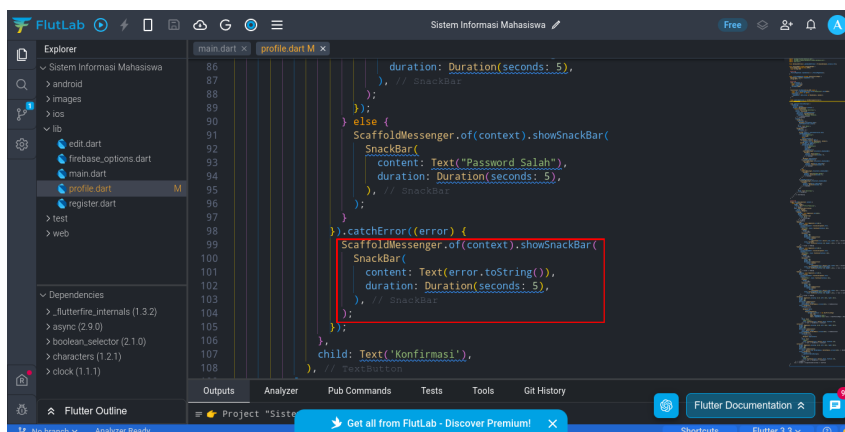 FlutLab
Sistem Informasi Mahasiswa
Free
A
Explorer
main.dart ×
profile.dart M ×
Sistem Informasi Mahasiswa
> android
> images
> ios
lib
edit.dart
firebase_options.dart
main.dart
profile.dart M
register.dart
> test
> web
1
Dependencies
> _flutterfire_internals (1.3.2)
> async (2.9.0)
> boolean_selector (2.1.0)
> characters (1.2.1)
> clock (1.1.1)
Flutter Outline
86 duration: Duration(seconds: 5),
87 ), // SnackBar
88 );
89 });
90 } else {
91 ScaffoldMessenger.of(context).showSnackBar(
92 SnackBar(
93 content: Text("Password Salah"),
94 duration: Duration(seconds: 5),
95 ), // SnackBar
96 );
97 }
98 }).catchError((error) {
99 ScaffoldMessenger.of(context).showSnackBar(
100 SnackBar(
101 content: Text(error.toString()),
102 duration: Duration(seconds: 5),
103 ), // SnackBar
104 );
105 });
106 },
107 child: Text('Konfirmasi'),
108 ), // TextButton
Outputs Analyzer Pub Commands Tests Tools Git History
Project "Siste
Get all from FlutLab - Discover Premium! ×
Flutter Documentation
9
No branch Analyzer Ready
Shortcuts Flutter 3.3